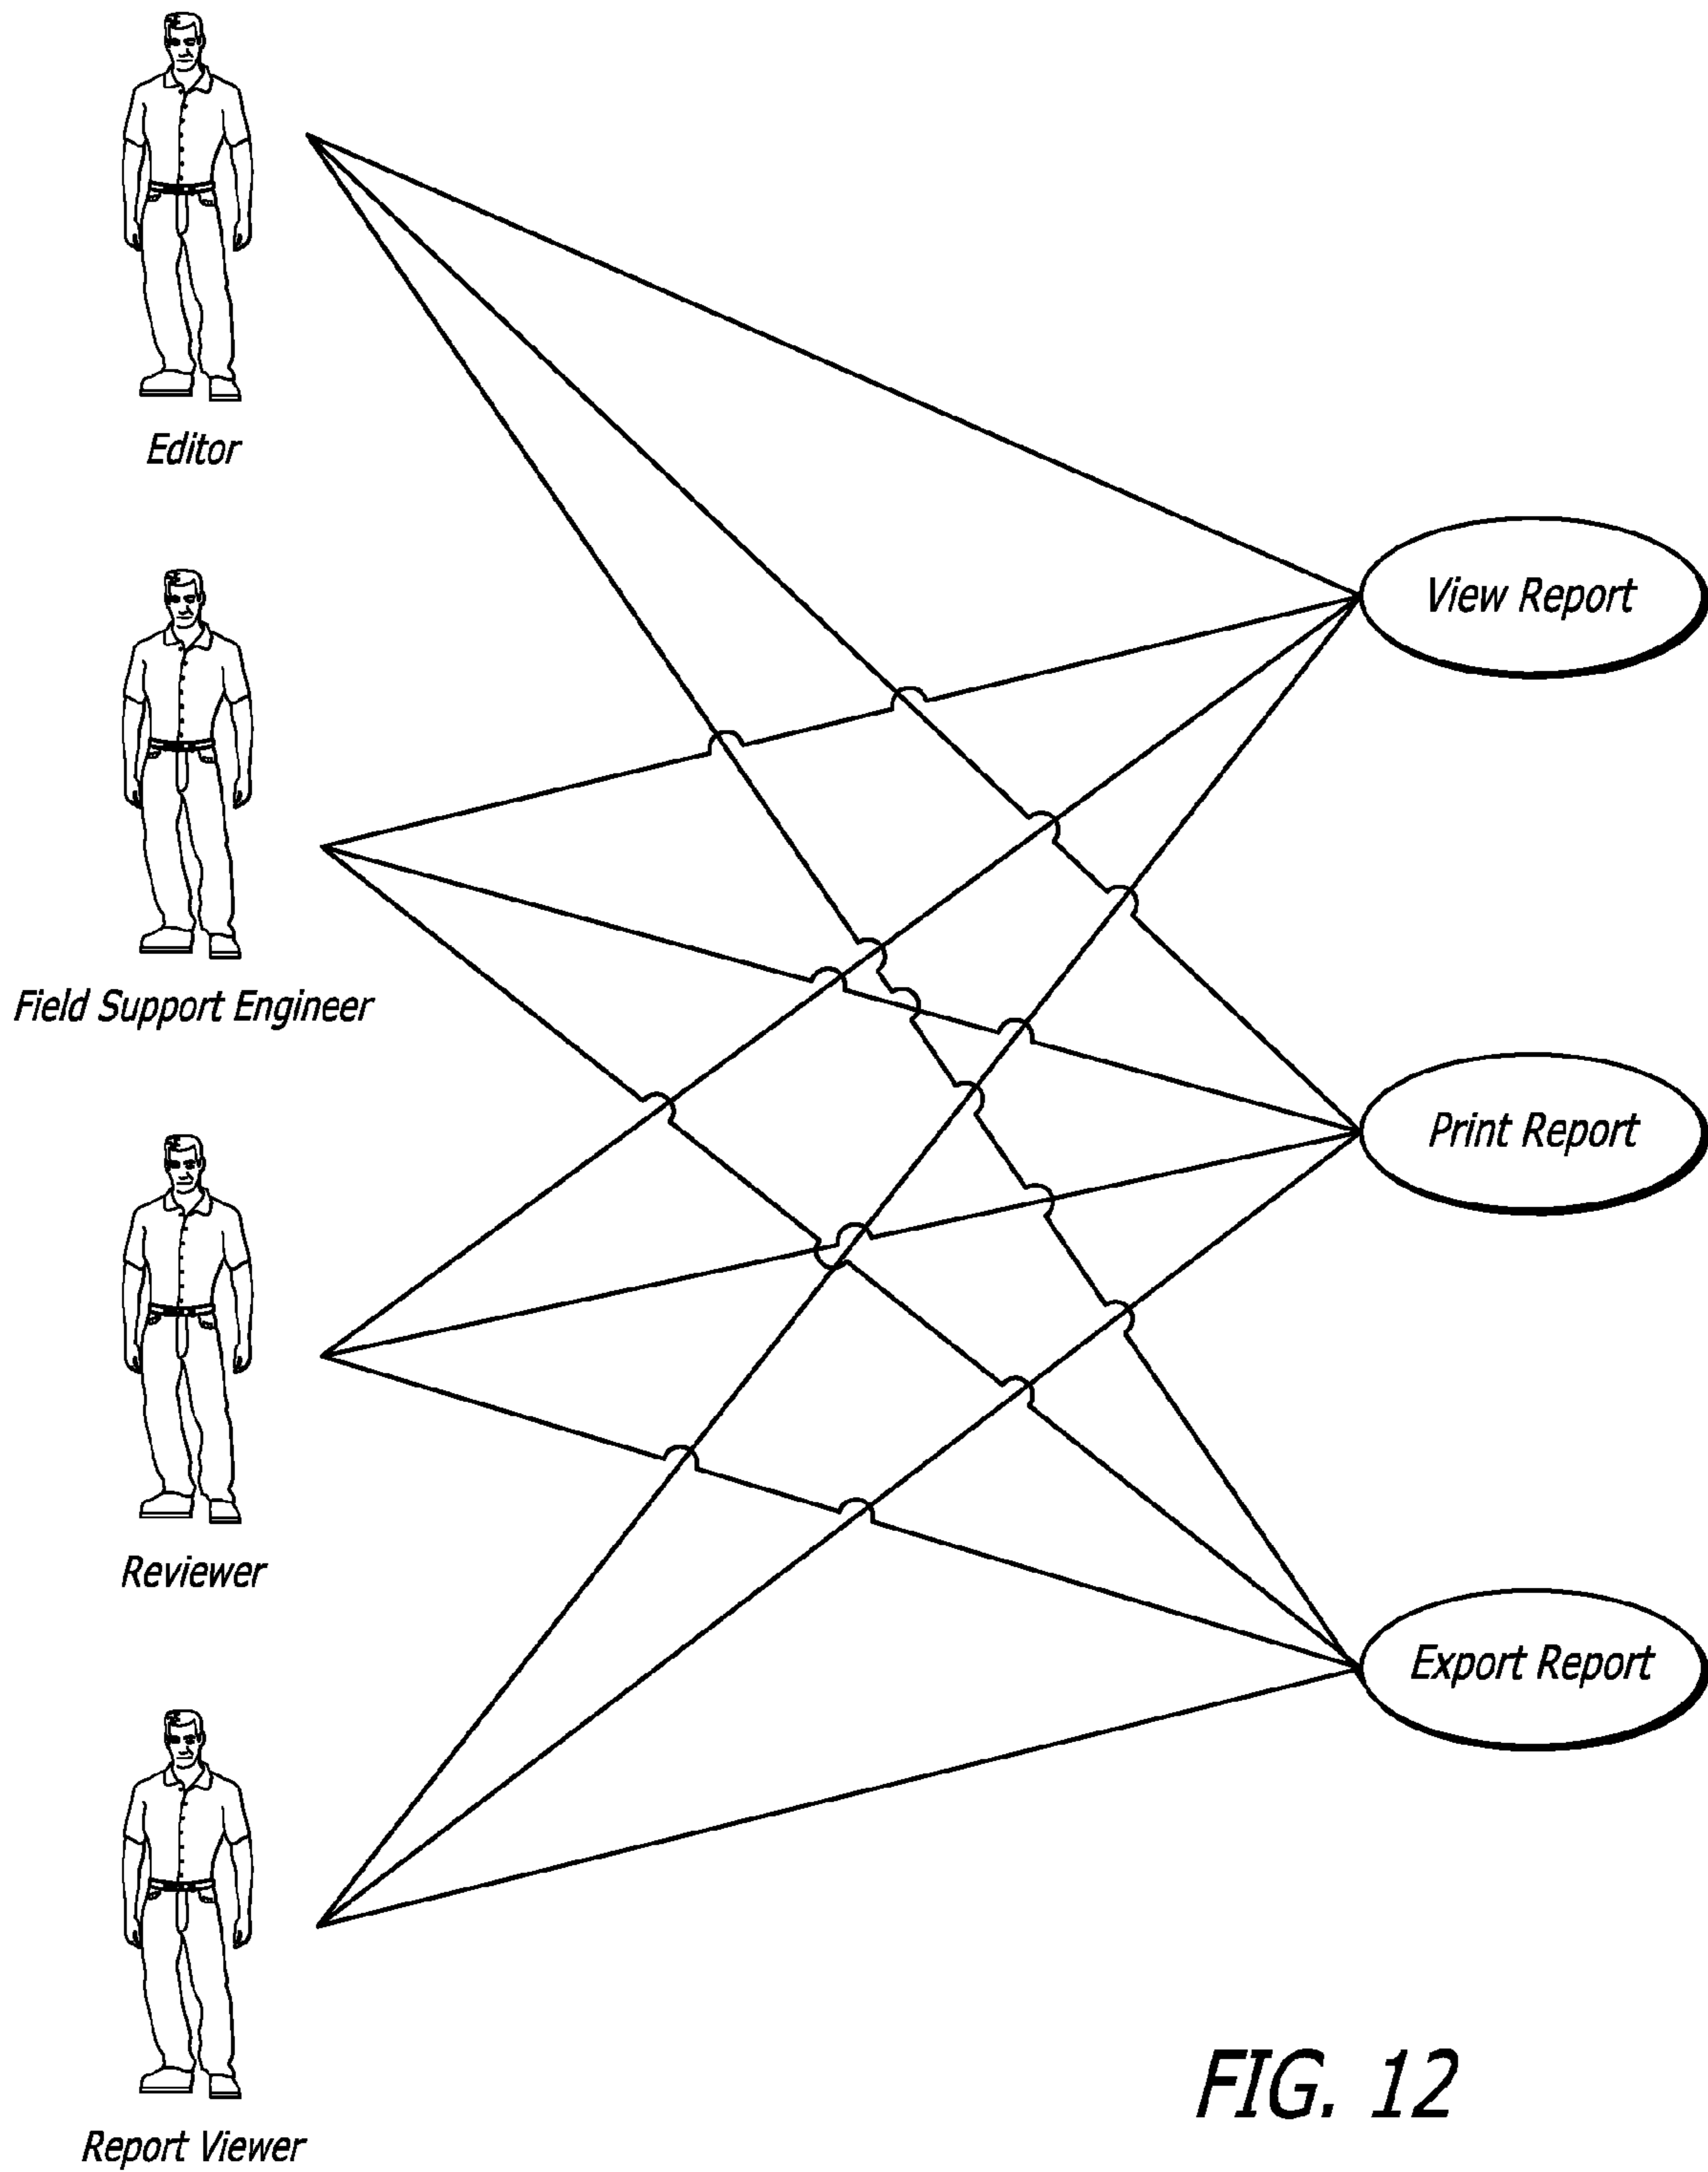 Editor
View Report
Field Support Engineer
Print Report
Reviewer
Export Report
Report Viewer
FIG. 12